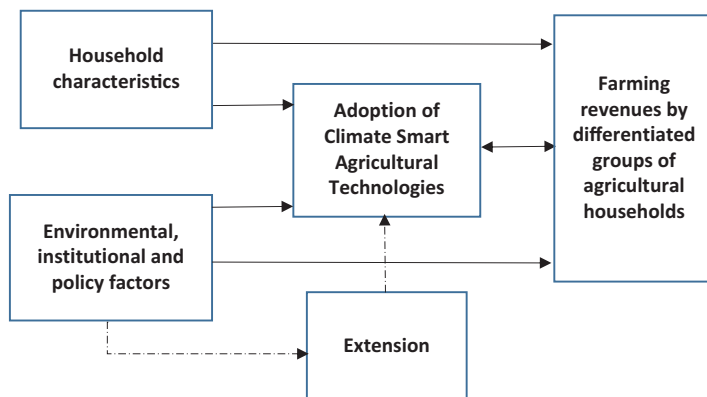 Household
characteristics
Adoption of
Climate Smart
Agricultural
Technologies
Farming
revenues by
differentiated
groups of
agricultural
households
Environmental,
institutional and
policy factors
Extension